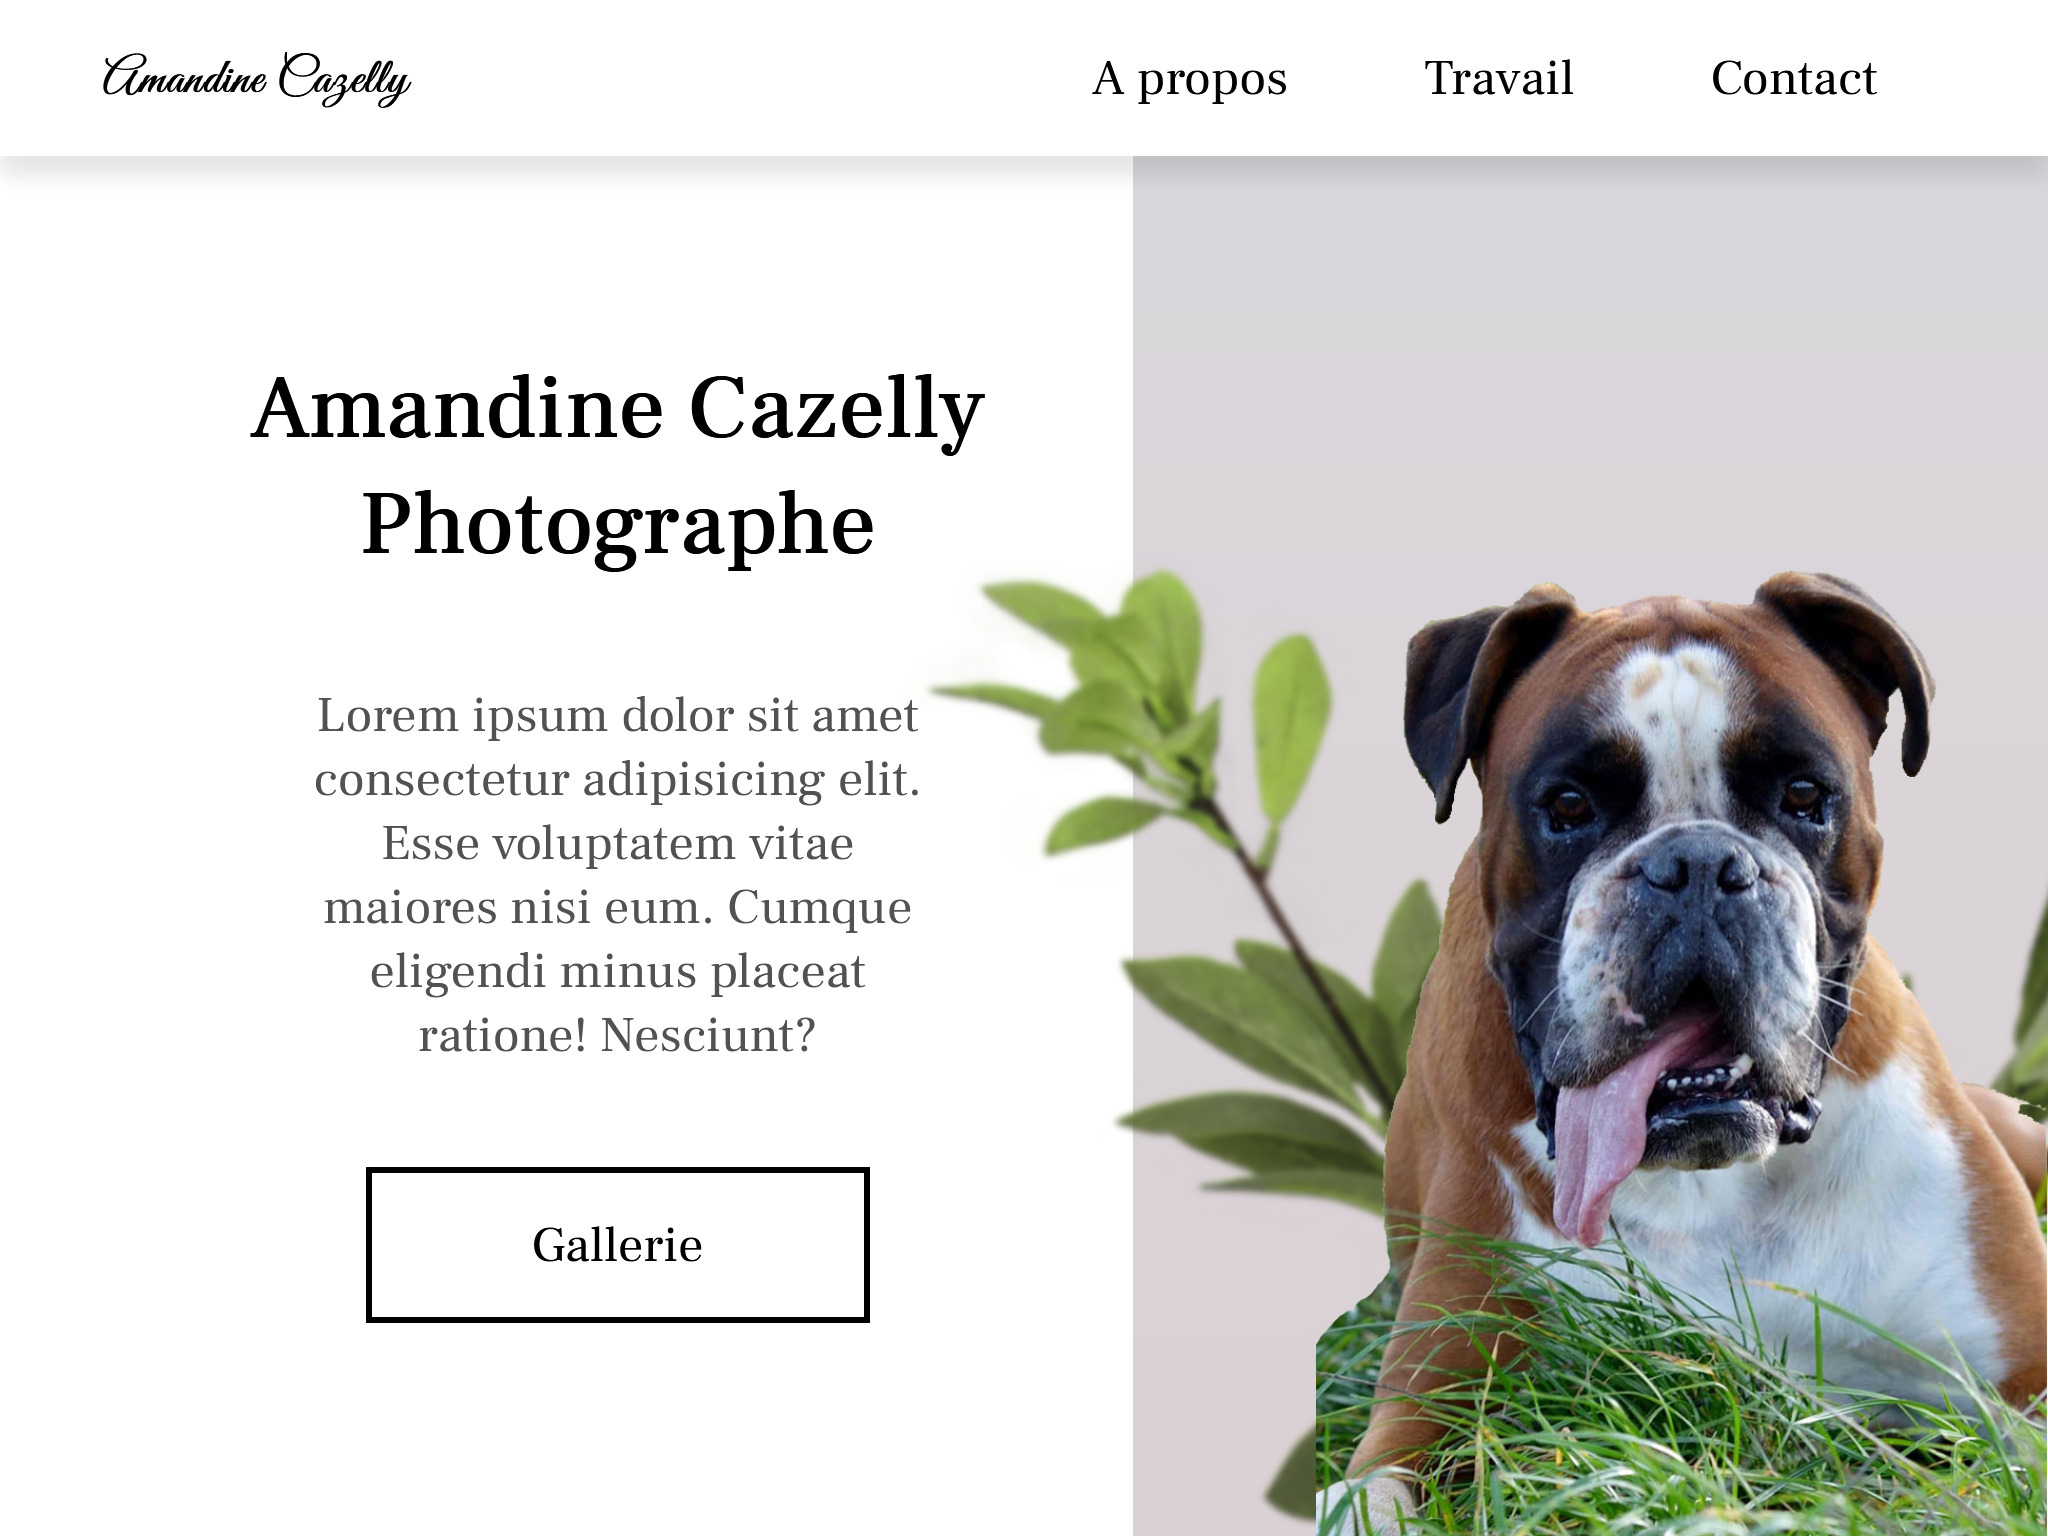 Amandine Cazelly
A propos Travail Contact
Amandine Cazelly
Photographe
Lorem ipsum dolor sit amet
consectetur adipisicing elit.
Esse voluptatem vitae
maiores nisi eum. Cumque
eligendi minus placeat
ratione! Nesciunt?
Gallerie